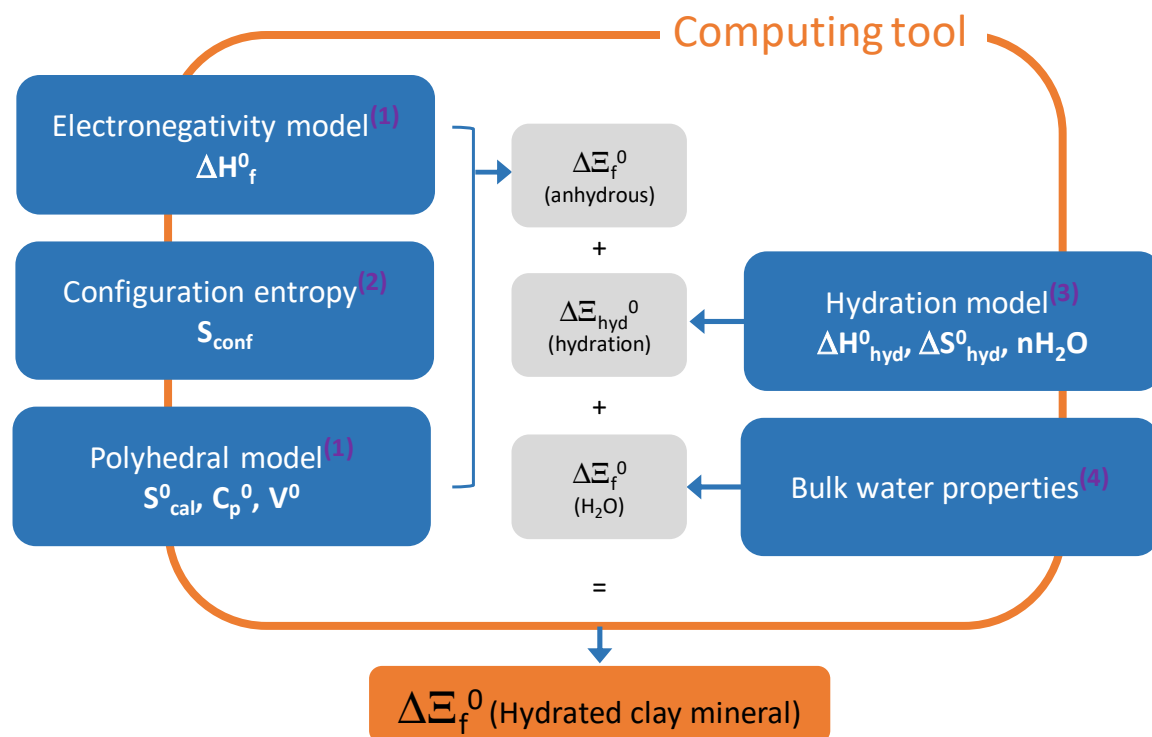 Computing tool
Electronegativity model(1)
ΔH⁰f
Configuration entropy(2)
Sconf
Polyhedral model(1)
S⁰cal, Cp⁰, V⁰
ΔΞf⁰
(anhydrous)
+
ΔΞhyd⁰
(hydration)
+
ΔΞf⁰
(H₂O)
=
Hydration model(3)
ΔH⁰hyd, ΔS⁰hyd, nH₂O
Bulk water properties(4)
ΔΞf⁰ (Hydrated clay mineral)